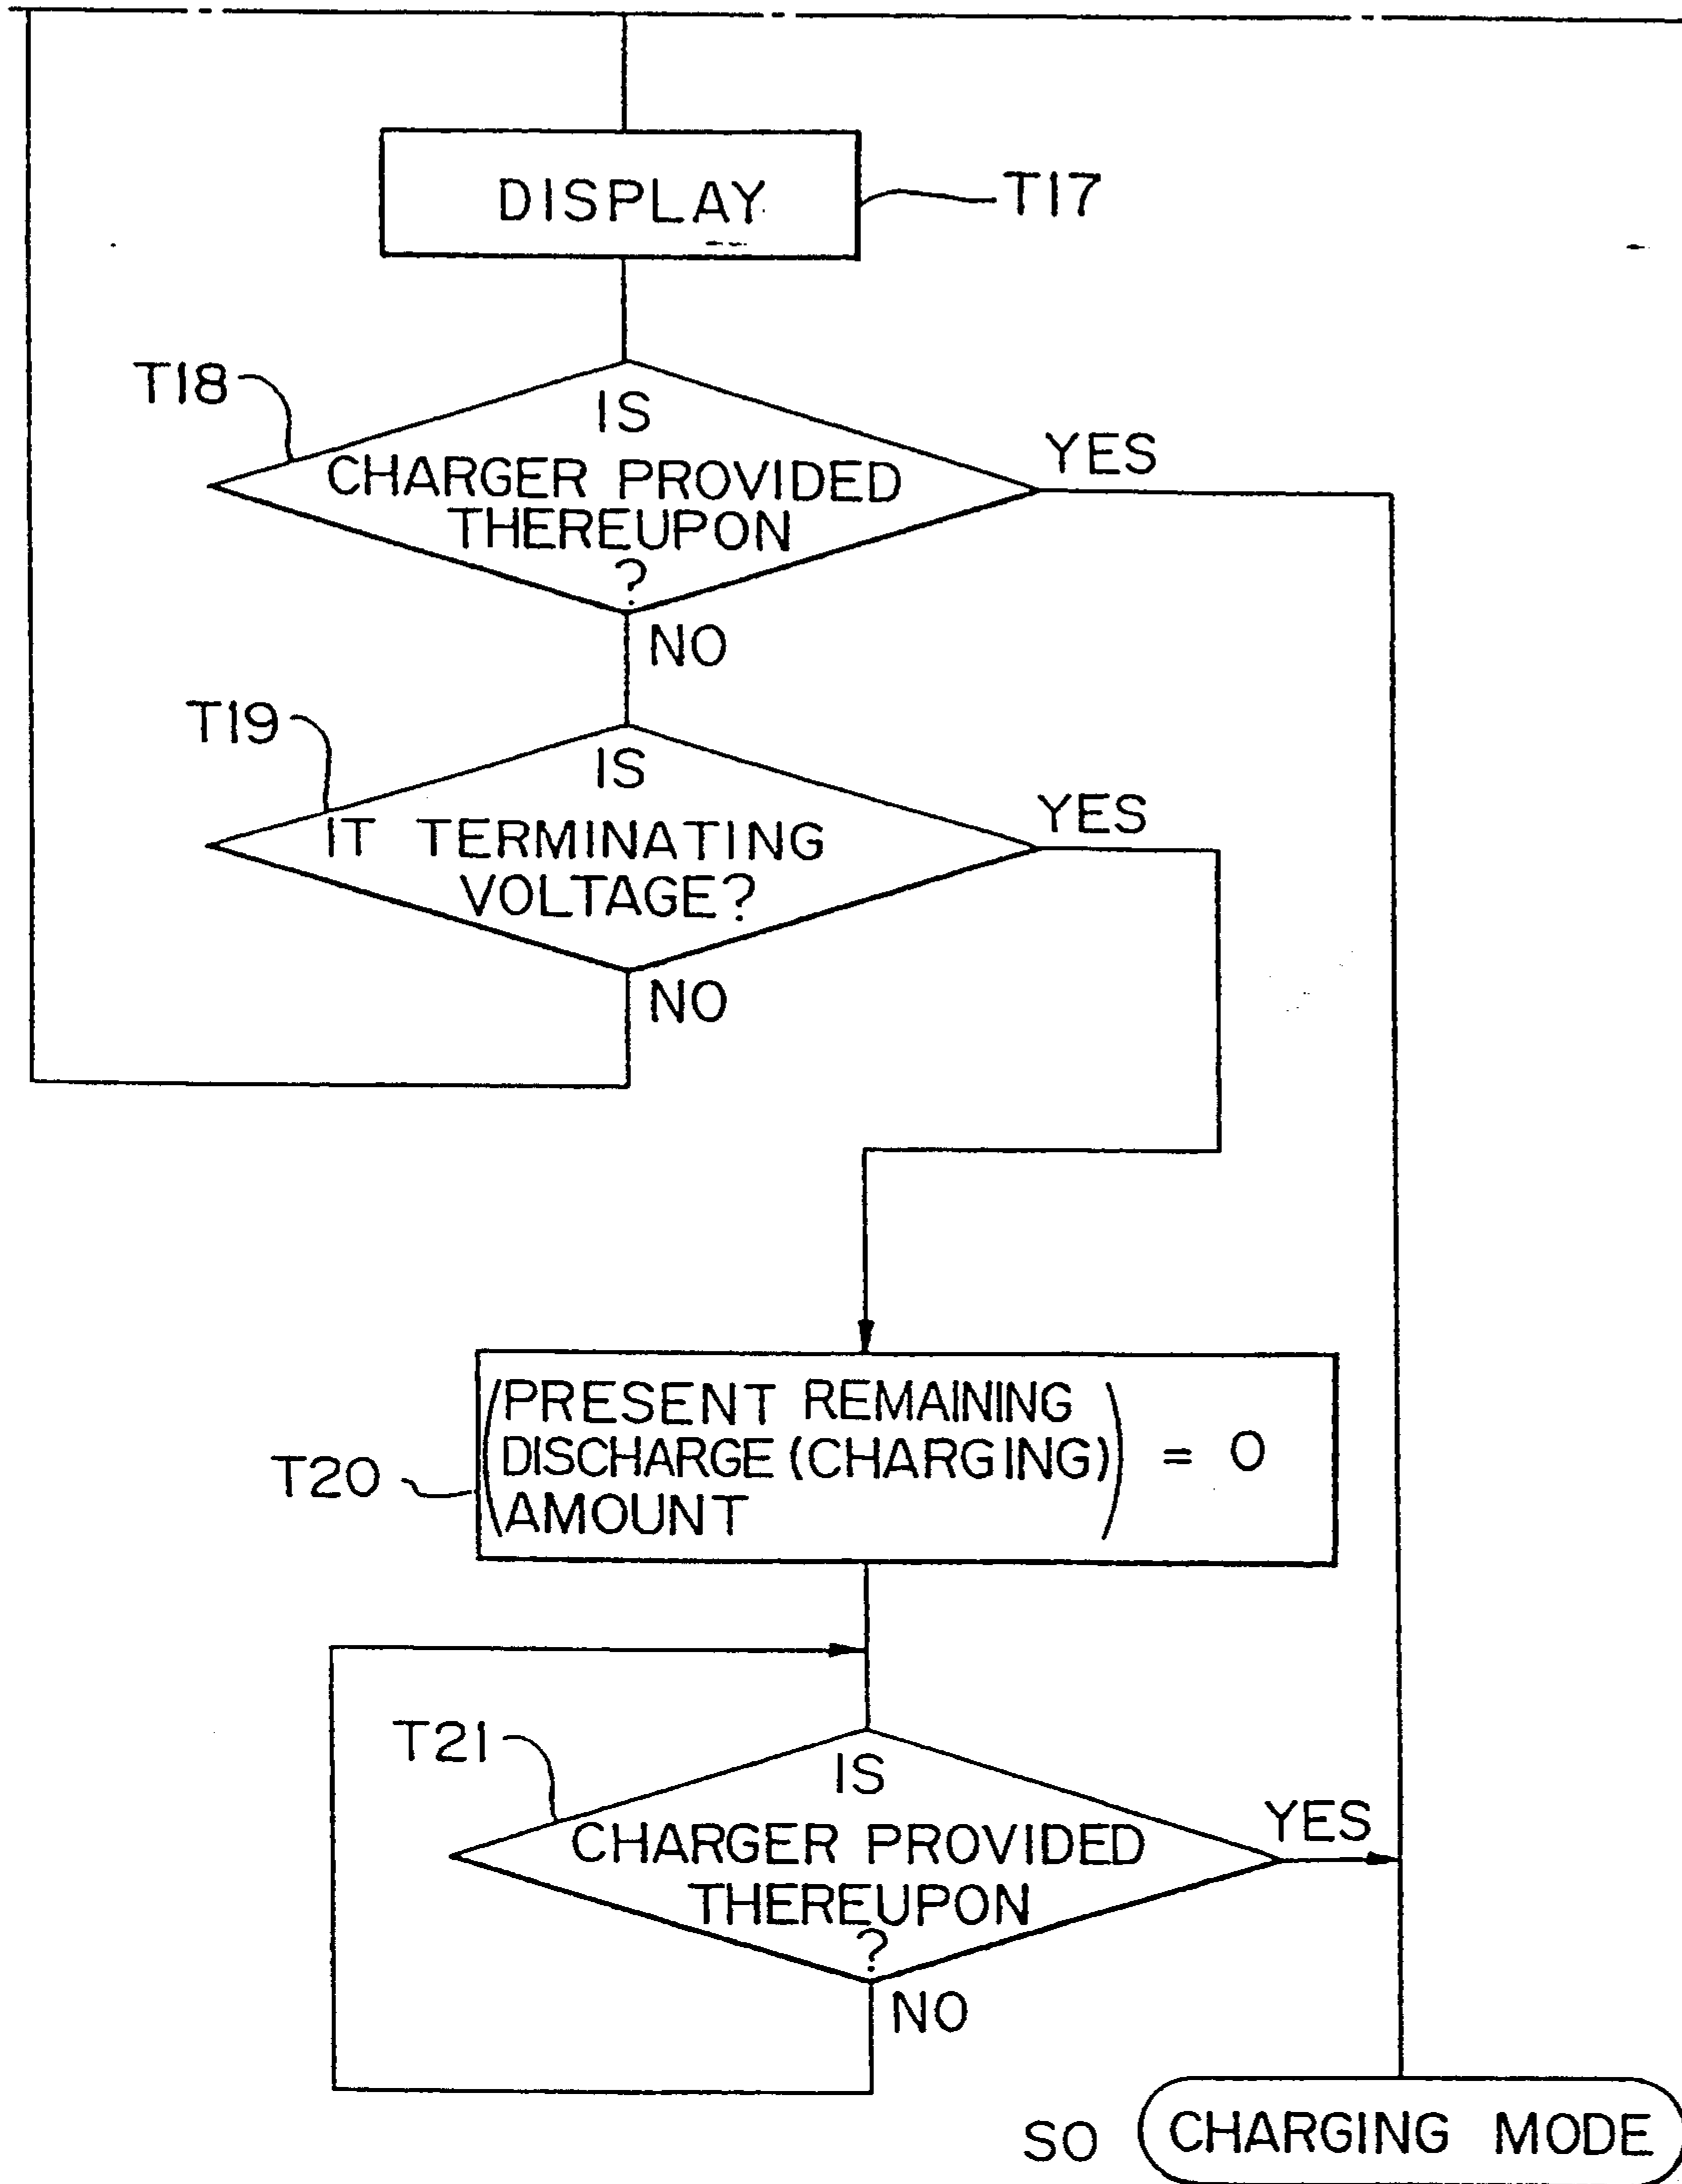 DISPLAY
T17
T18
IS
CHARGER PROVIDED
THEREUPON
?
YES
NO
T19
IS
IT TERMINATING
VOLTAGE?
YES
NO
T20
(PRESENT REMAINING
DISCHARGE (CHARGING)
AMOUNT) = 0
T21
IS
CHARGER PROVIDED
THEREUPON
?
YES
NO
SO
CHARGING MODE